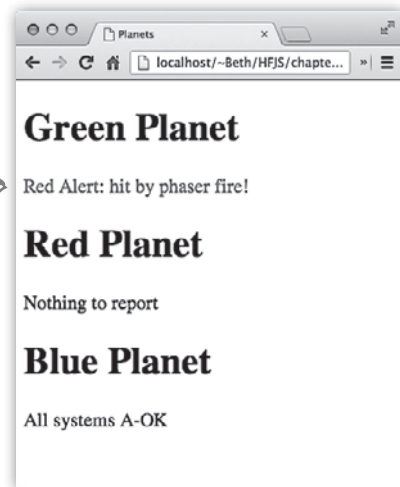 Planets
localhost/~Beth/HFJS/chapte...
Green Planet
Red Alert: hit by phaser fire!
Red Planet
Nothing to report
Blue Planet
All systems A-OK